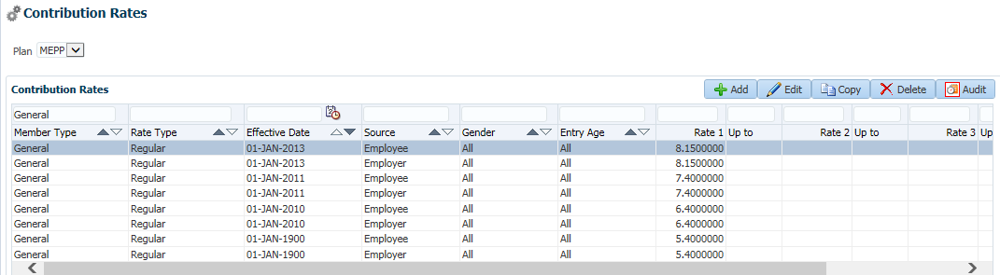 Contribution Rates
Plan MEPP
Contribution Rates Add Edit Copy Delete Audit
General
Member Type Rate Type Effective Date Source Gender Entry Age Rate 1 Up to Rate 2 Up to Rate 3 Up
General Regular 01-JAN-2013 Employee All All 8.1500000
General Regular 01-JAN-2013 Employer All All 8.1500000
General Regular 01-JAN-2011 Employee All All 7.4000000
General Regular 01-JAN-2011 Employer All All 7.4000000
General Regular 01-JAN-2010 Employee All All 6.4000000
General Regular 01-JAN-2010 Employer All All 6.4000000
General Regular 01-JAN-1900 Employee All All 5.4000000
General Regular 01-JAN-1900 Employer All All 5.4000000